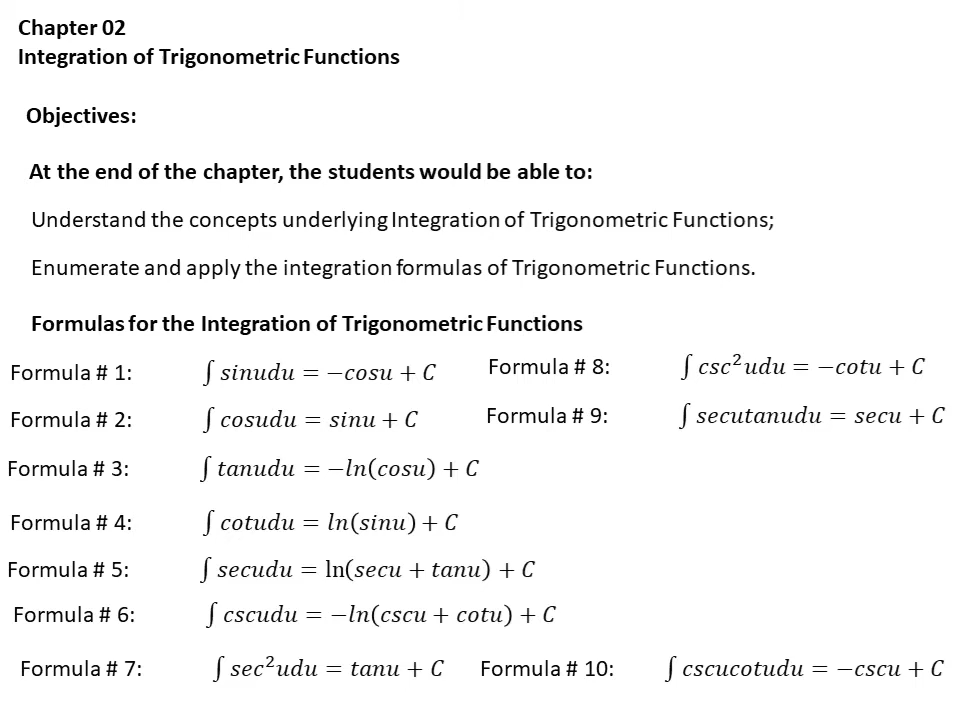 Chapter 02
Integration of Trigonometric Functions
Objectives:
At the end of the chapter, the students would be able to:
Understand the concepts underlying Integration of Trigonometric Functions;
Enumerate and apply the integration formulas of Trigonometric Functions.
Formulas for the Integration of Trigonometric Functions
Formula # 1: ∫ sinudu = −cosu + C
Formula # 2: ∫ cosudu = sinu + C
Formula # 3: ∫ tanudu = −ln(cosu) + C
Formula # 4: ∫ cotudu = ln(sinu) + C
Formula # 5: ∫ secudu = ln(secu + tanu) + C
Formula # 6: ∫ cscudu = −ln(cscu + cotu) + C
Formula # 7: ∫ sec²udu = tanu + C
Formula # 8: ∫ csc²udu = −cotu + C
Formula # 9: ∫ secutanudu = secu + C
Formula # 10: ∫ cscucotudu = −cscu + C